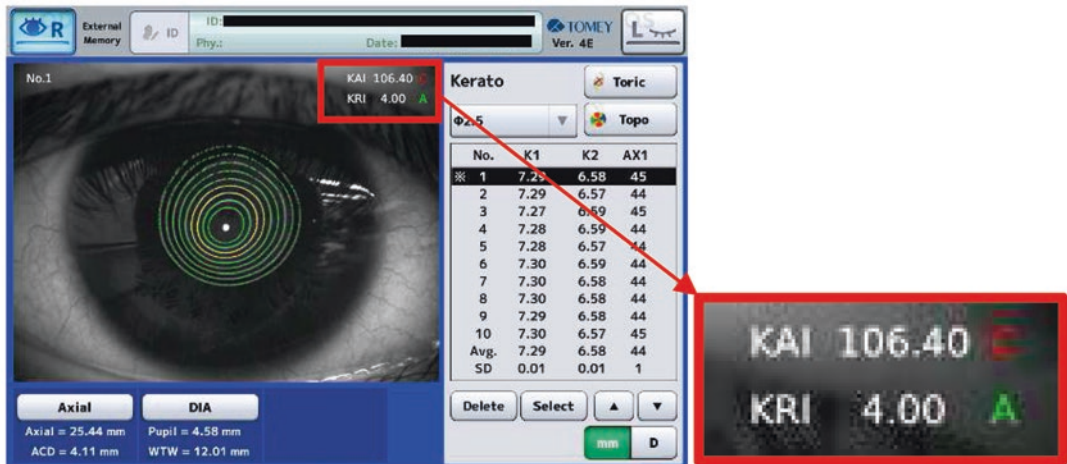 R External Memory ID ID: Phy.: Date: TOMEY Ver. 4E L
No.1 KAI 106.40 C
KRI 4.00 A
Kerato Toric
Φ2.5 ▼ Topo
No. K1 K2 AX1
※ 1 7.29 6.58 45
2 7.29 6.57 44
3 7.27 6.59 45
4 7.28 6.59 44
5 7.28 6.57 44
6 7.30 6.59 44
7 7.30 6.58 44
8 7.30 6.58 44
9 7.29 6.58 44
10 7.30 6.57 45
Avg. 7.29 6.58 44
SD 0.01 0.01 1
Delete Select ▲ ▼
mm D
Axial DIA
Axial = 25.44 mm Pupil = 4.58 mm
ACD = 4.11 mm WTW = 12.01 mm
KAI 106.40 C
KRI 4.00 A